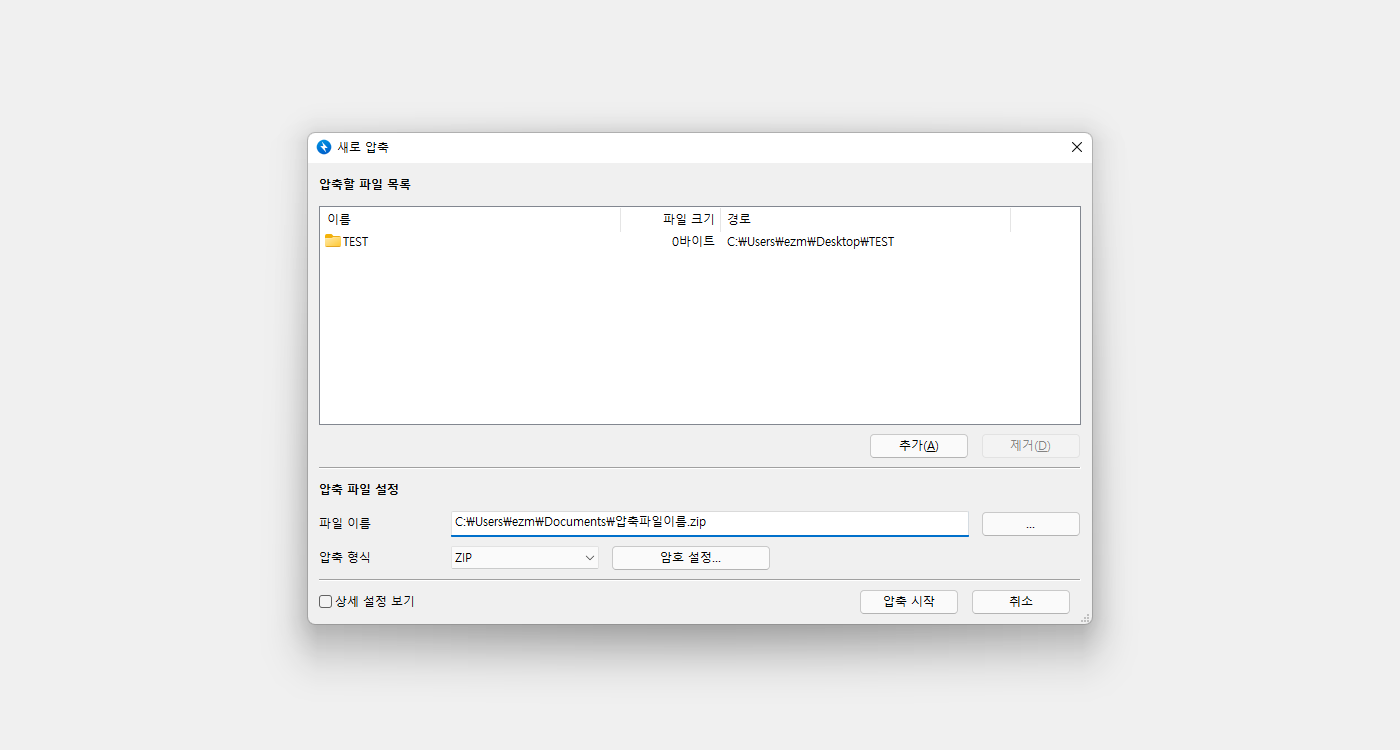 새로 압축
압축할 파일 목록
이름 파일 크기 경로
TEST 0바이트 C:₩Users₩ezm₩Desktop₩TEST
추가(A) 제거(D)
압축 파일 설정
파일 이름 C:₩Users₩ezm₩Documents₩압축파일이름.zip ...
압축 형식 ZIP 암호 설정...
상세 설정 보기 압축 시작 취소